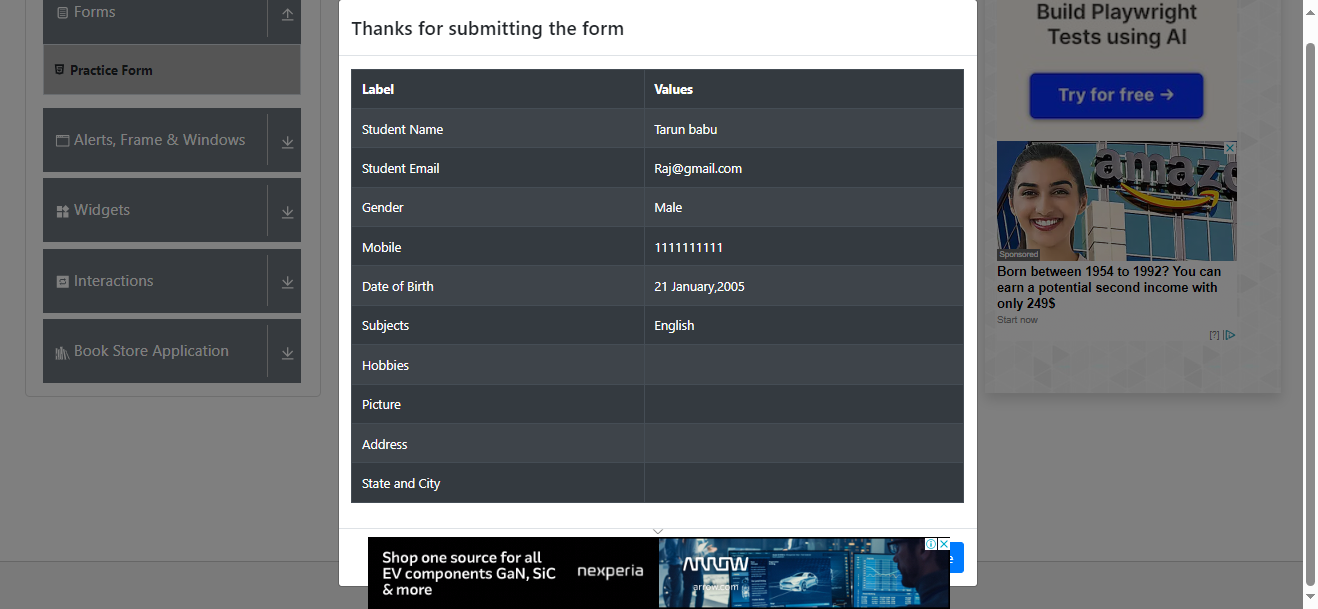 Forms
Practice Form
Alerts, Frame & Windows
Widgets
Interactions
Book Store Application
Thanks for submitting the form
Label Values
Student Name Tarun babu
Student Email Raj@gmail.com
Gender Male
Mobile 1111111111
Date of Birth 21 January,2005
Subjects English
Hobbies
Picture
Address
State and City
Shop one source for all
EV components GaN, SiC
& more
nexperia
ARROW
arrow.com
Build Playwright
Tests using AI
Try for free →
amaz
Sponsored
Born between 1954 to 1992? You can
earn a potential second income with
only 249$
Start now
[?]